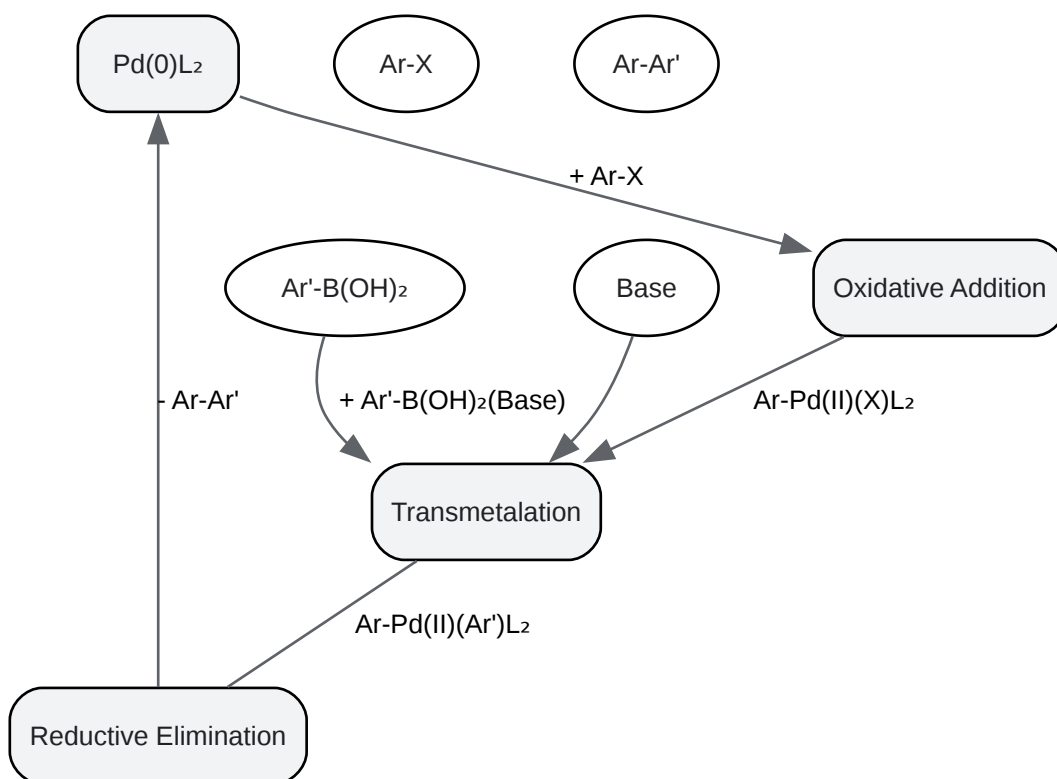 Pd(0)L₂
Ar-X
Ar-Ar'
+ Ar-X
Ar'-B(OH)₂
Base
Oxidative Addition
- Ar-Ar'
+ Ar'-B(OH)₂(Base)
Ar-Pd(II)(X)L₂
Transmetalation
Ar-Pd(II)(Ar')L₂
Reductive Elimination